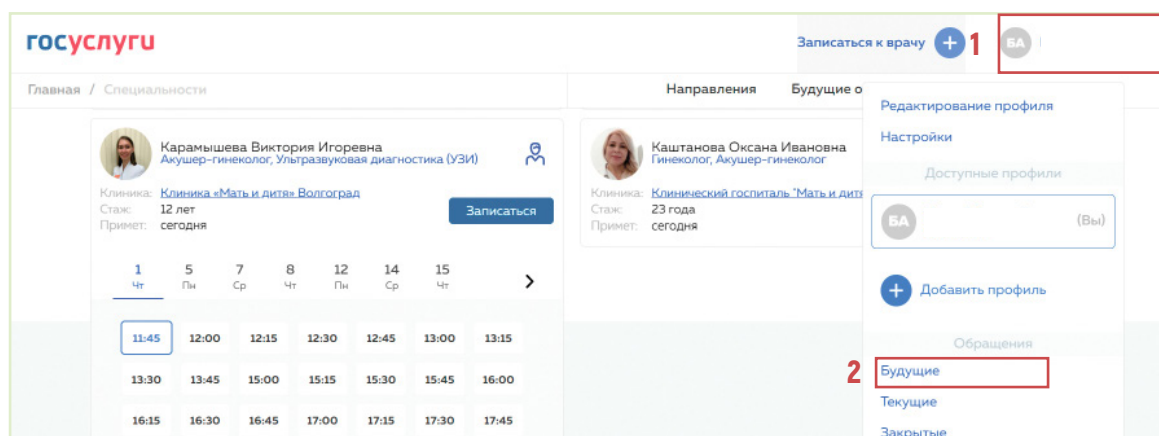 госуслуги
Записаться к врачу
1
БА
Главная / Специальности
Направления
Будущие о
Редактирование профиля
Настройки
Доступные профили
БА
(Вы)
Добавить профиль
Обращения
2
Будущие
Текущие
Закрытые
Карамышева Виктория Игоревна
Акушер-гинеколог, Ультразвуковая диагностика (УЗИ)
Клиника: Клиника «Мать и дитя» Волгоград
Стаж: 12 лет
Примет: сегодня
Записаться
1 5 7 8 12 14 15
Чт Пн Ср Чт Пн Ср Чт
11:45 12:00 12:15 12:30 12:45 13:00 13:15
13:30 13:45 15:00 15:15 15:30 15:45 16:00
16:15 16:30 16:45 17:00 17:15 17:30 17:45
Каштанова Оксана Ивановна
Гинеколог, Акушер-гинеколог
Клиника: Клинический госпиталь "Мать и дитя
Стаж: 23 года
Примет: сегодня